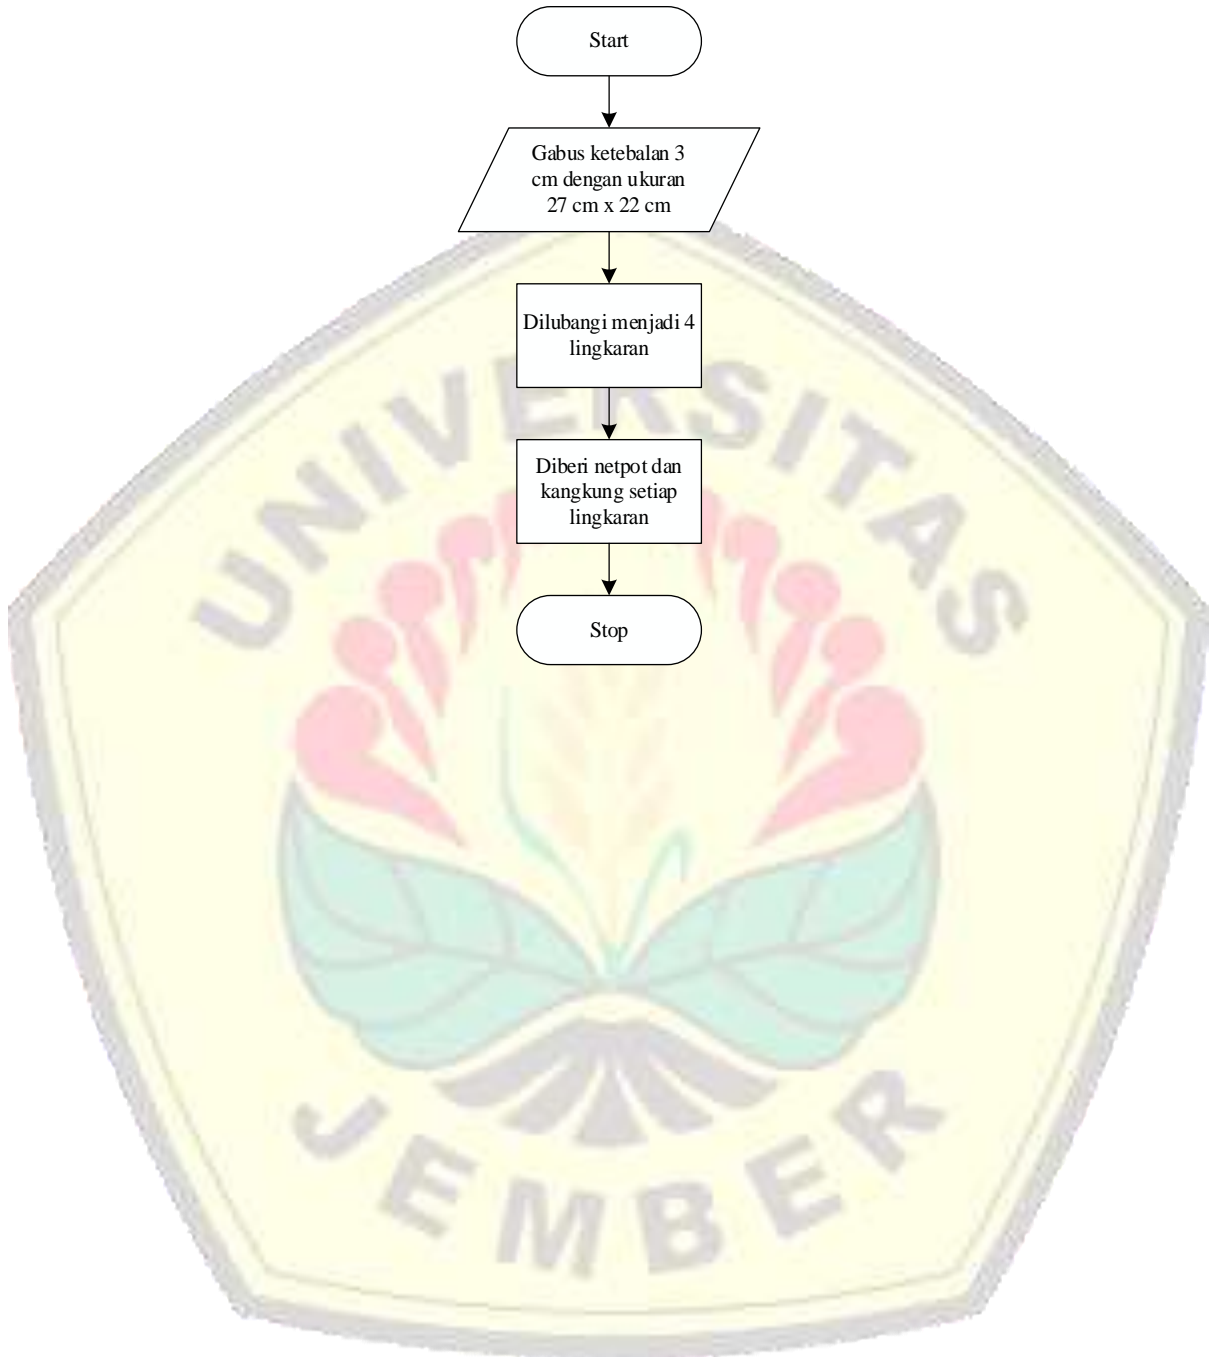 Start
Gabus ketebalan 3
cm dengan ukuran
27 cm x 22 cm
Dilubangi menjadi 4
lingkaran
UNIVERSITAS
Diberi netpot dan
kangkung setiap
lingkaran
Stop
JEMBER